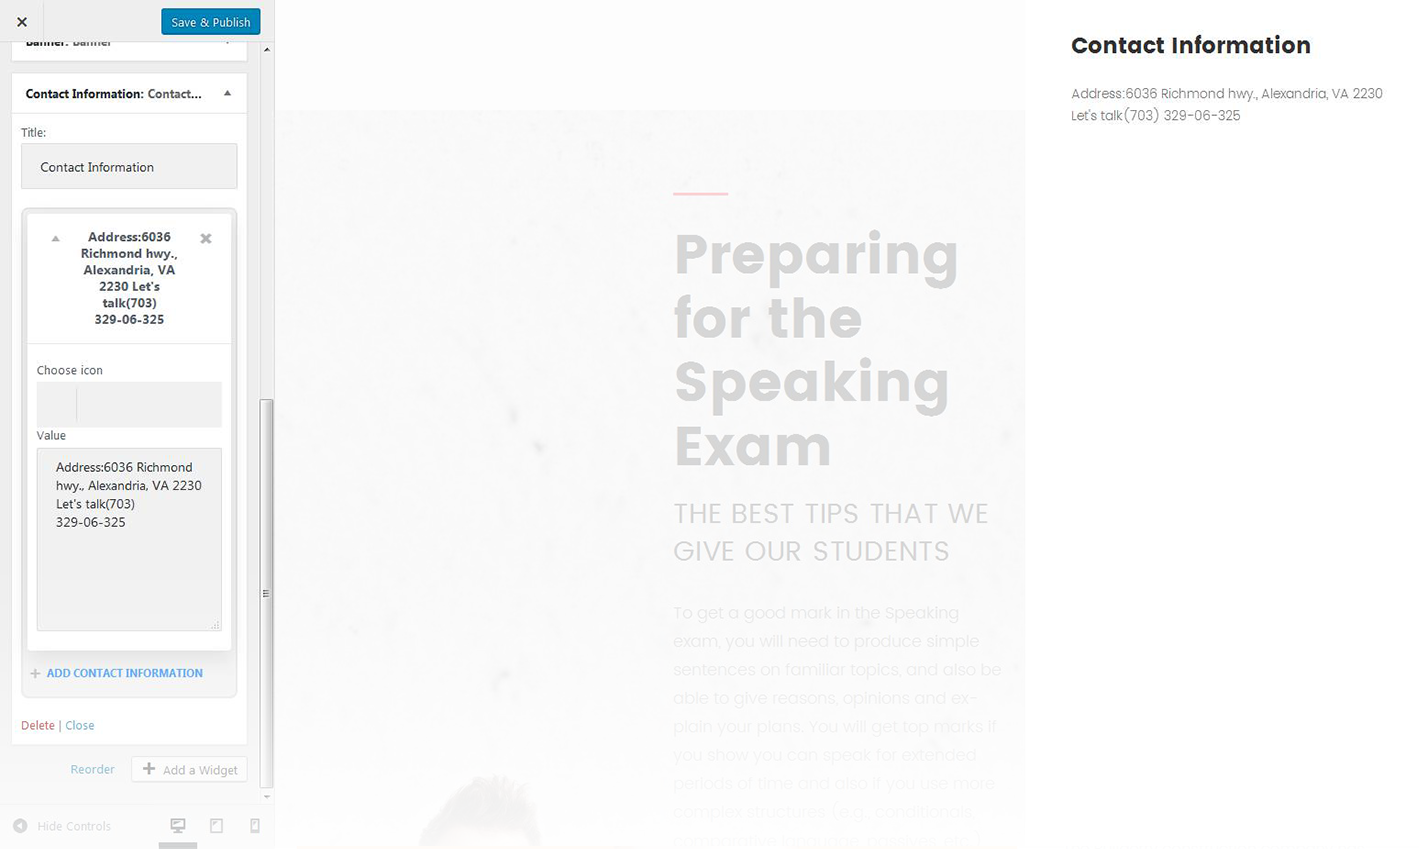 Save & Publish
Banner: Banner
Contact Information: Contact...
Title:
Contact Information
Address:6036
Richmond hwy.,
Alexandria, VA
2230 Let's
talk(703)
329-06-325
Choose icon
Value
Address:6036 Richmond
hwy., Alexandria, VA 2230
Let's talk(703)
329-06-325
ADD CONTACT INFORMATION
Delete | Close
Reorder
Add a Widget
Hide Controls
Preparing
for the
Speaking
Exam
THE BEST TIPS THAT WE
GIVE OUR STUDENTS
To get a good mark in the Speaking
exam, you will need to produce simple
sentences on familiar topics, and also be
able to give reasons, opinions and ex-
plain your plans. You will get top marks if
you show you can speak for extended
periods of time and also if you use more
complex structures (e.g., conditionals,
Contact Information
Address:6036 Richmond hwy., Alexandria, VA 2230
Let's talk(703) 329-06-325